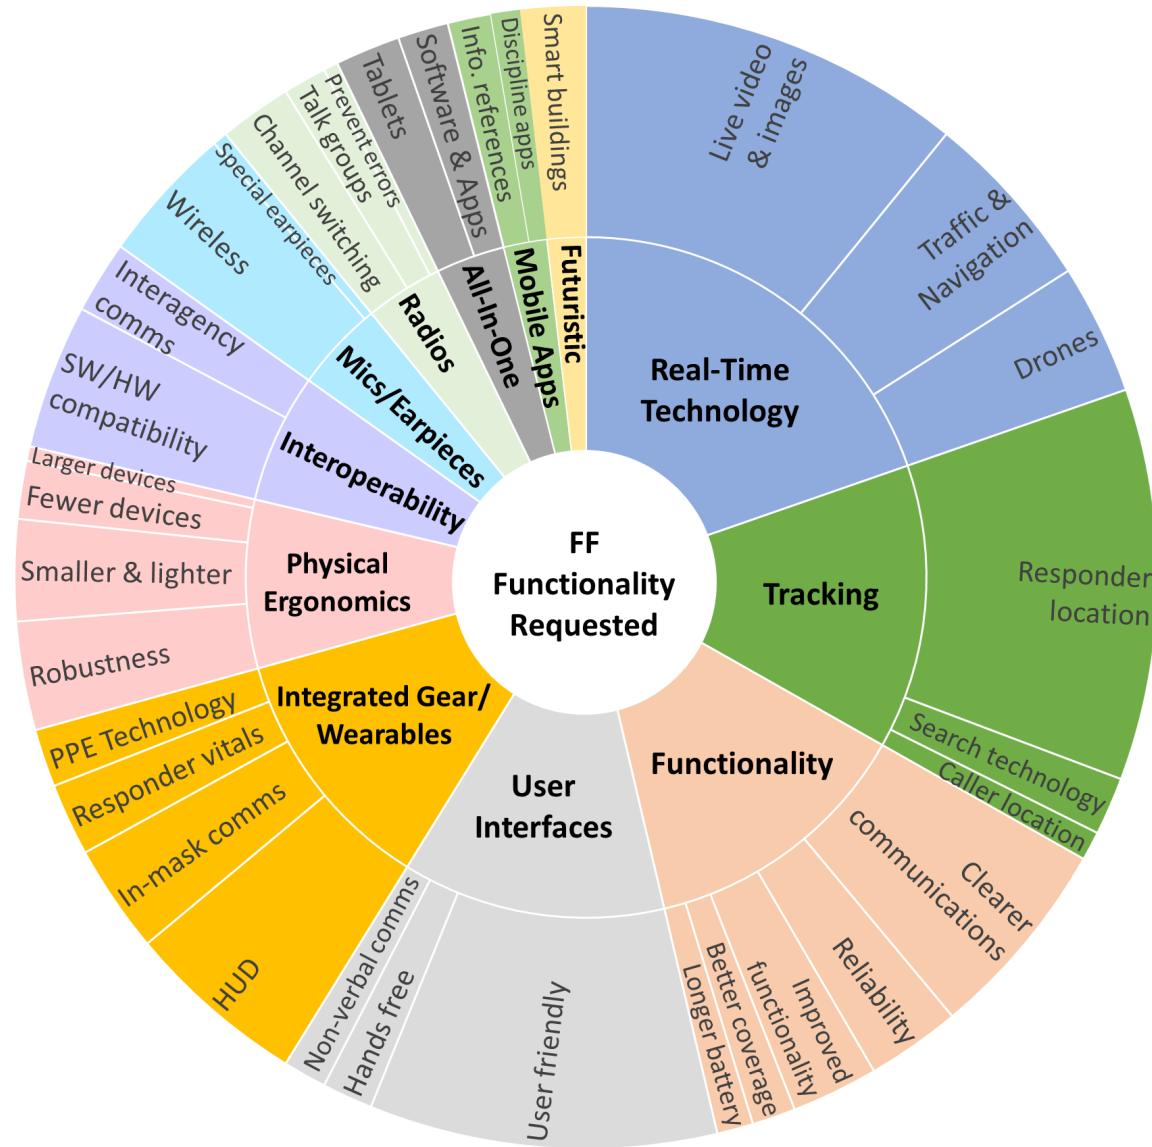 FF
Functionality
Requested
Real-Time
Technology
Live video
& images
Traffic &
Navigation
Drones
Tracking
Responder
location
Search technology
Caller location
Functionality
Clearer
communications
Reliability
Improved
functionality
Better coverage
Longer battery
User
Interfaces
User friendly
Hands free
Non-verbal comms
Integrated Gear/
Wearables
HUD
In-mask comms
Responder vitals
PPE Technology
Physical
Ergonomics
Robustness
Smaller & lighter
Fewer devices
Larger devices
Interoperability
SW/HW
compatibility
Interagency
comms
Mics/Earpieces
Wireless
Special earpieces
Radios
Channel switching
Talk groups
Prevent errors
All-In-One
Tablets
Software & Apps
Mobile Apps
Info. references
Discipline apps
Futuristic
Smart buildings